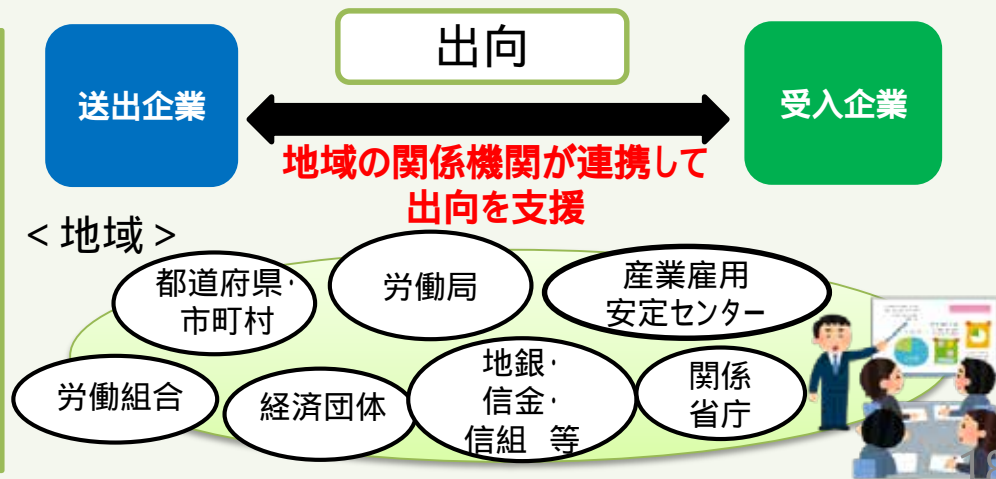 出向
送出企業
受入企業
地域の関係機関が連携して
出向を支援
<地域>
都道府県・
市町村
労働局
産業雇用
安定センター
労働組合
経済団体
地銀・
信金・
信組 等
関係
省庁